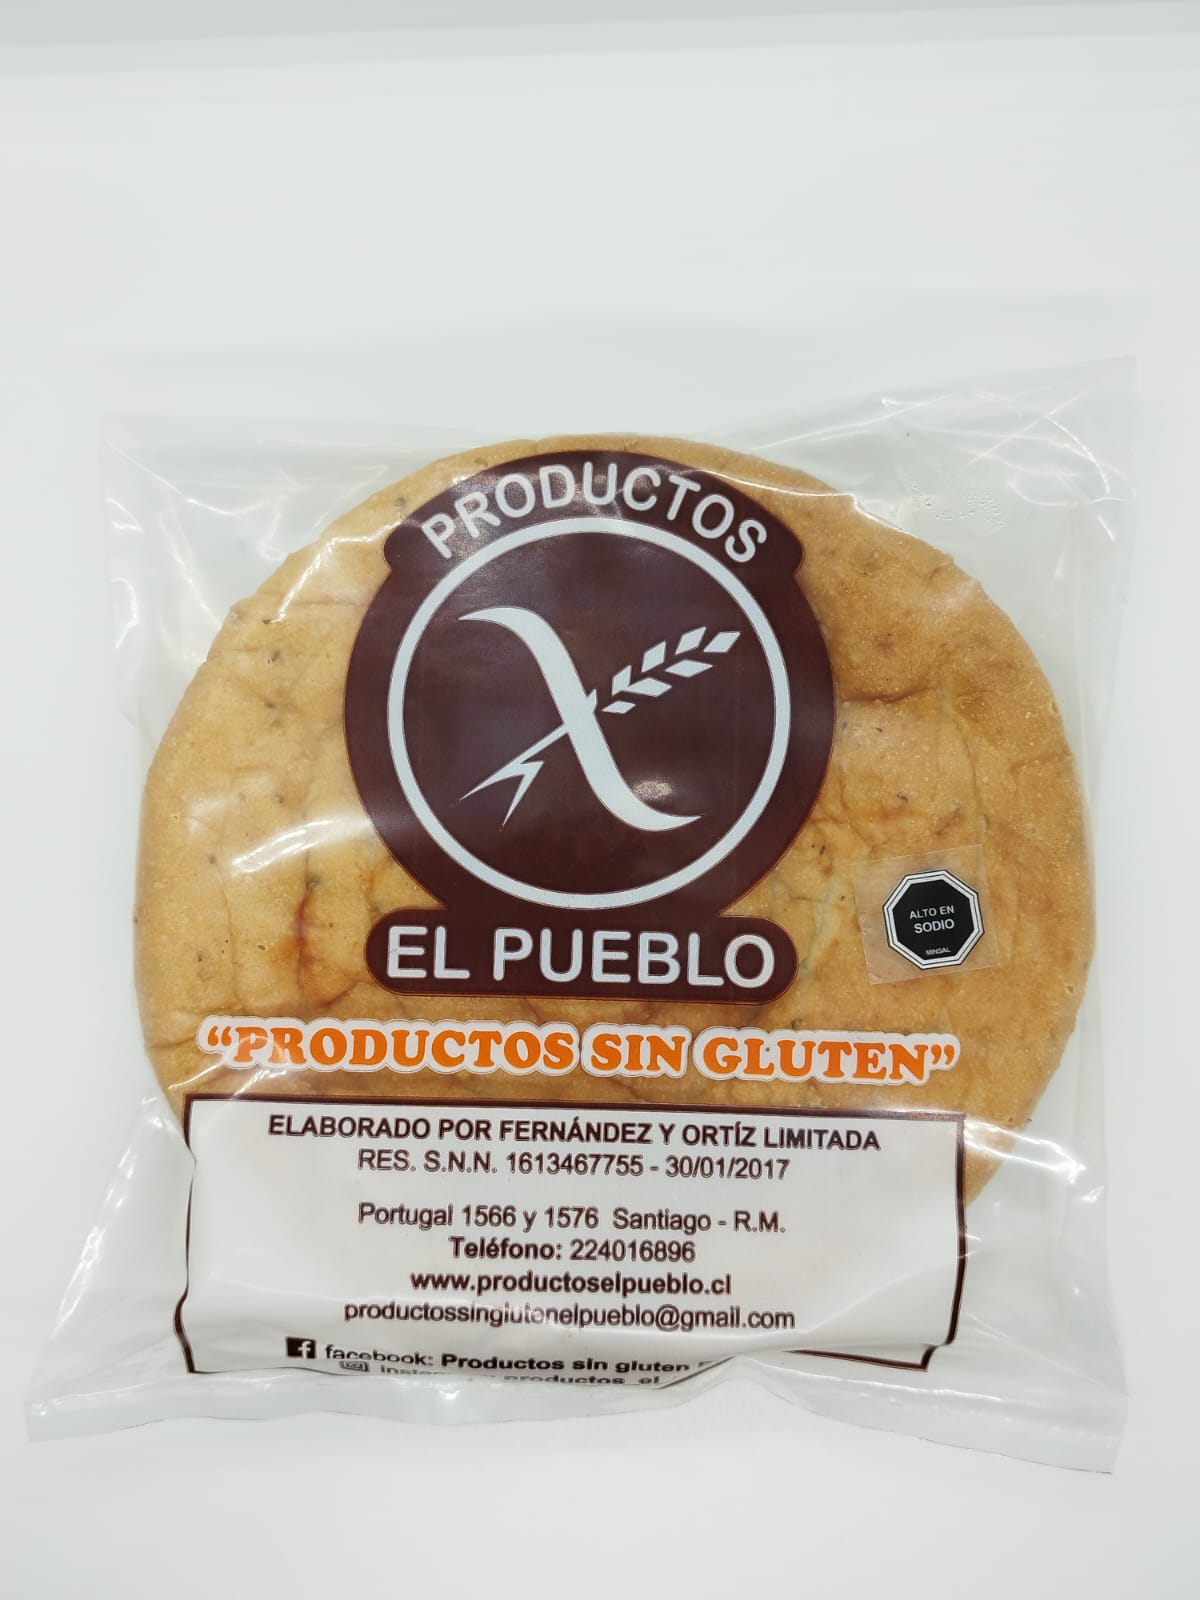 PRODUCTOS
EL PUEBLO
ALTO EN
SODIO
MINSAL
“PRODUCTOS SIN GLUTEN”
ELABORADO POR FERNÁNDEZ Y ORTÍZ LIMITADA
RES. S.N.N. 1613467755 - 30/01/2017
Portugal 1566 y 1576 Santiago - R.M.
Teléfono: 224016896
www.productoselpueblo.cl
productossinglutenelpueblo@gmail.com
facebook: Productos sin gluten
productos_el